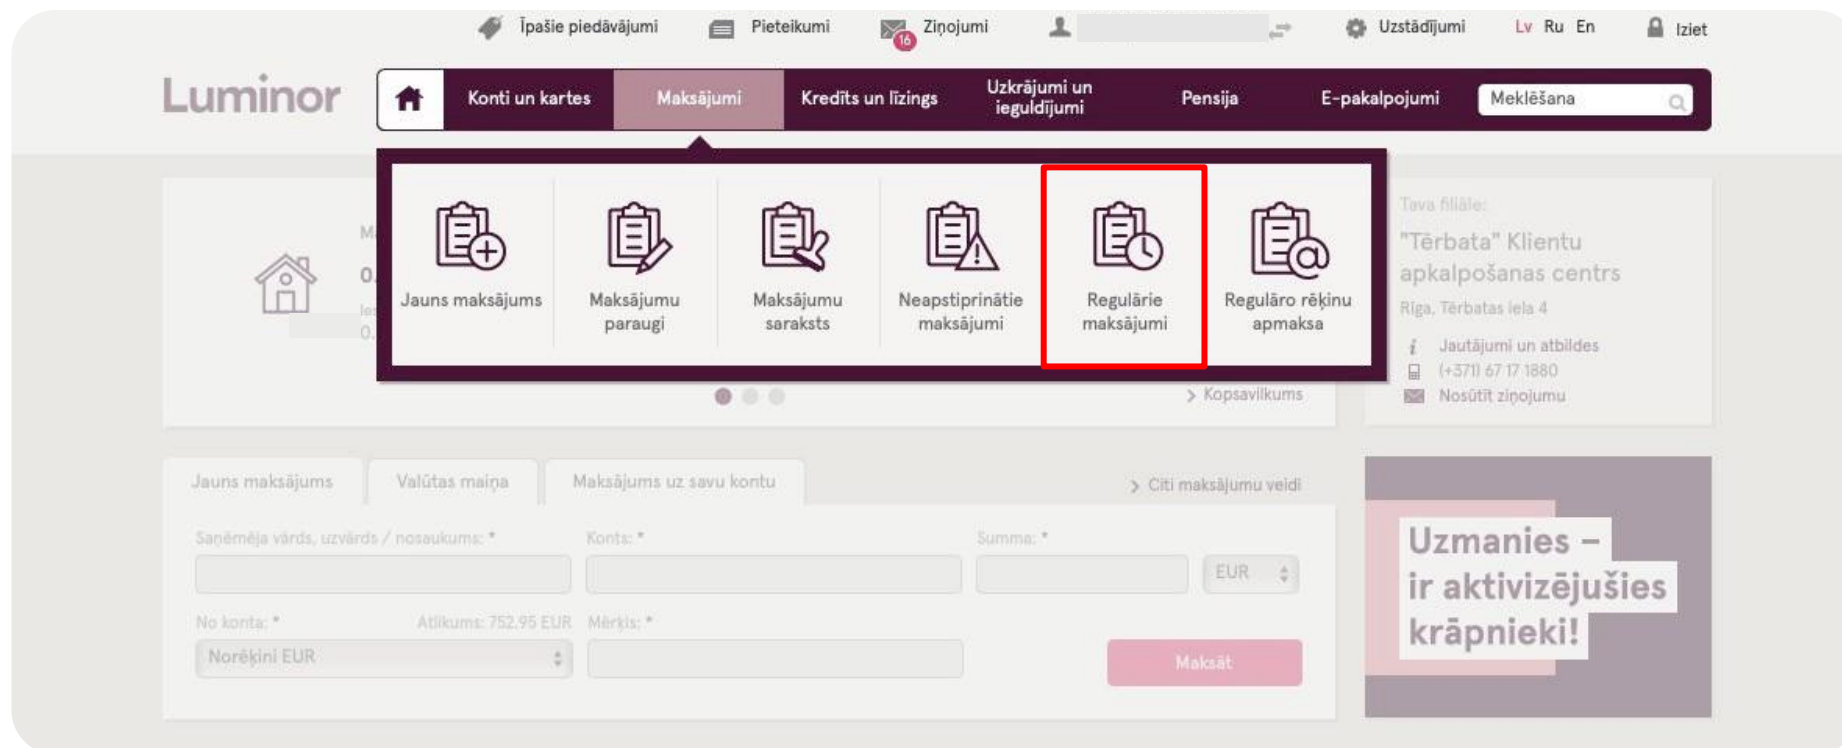 Īpašie piedāvājumi
Pieteikumi
16
Ziņojumi
Uzstādījumi
Lv Ru En
Iziet
Luminor
Konti un kartes
Maksājumi
Kredīts un līzings
Uzkrājumi un
ieguldījumi
Pensija
E-pakalpojumi
Meklēšana
Jauns maksājums
Maksājumu
paraugi
Maksājumu
saraksts
Neapstiprinātie
maksājumi
Regulārie
maksājumi
Regulāro rēķinu
apmaksa
Tava filiāle:
"Tērbata" Klientu
apkalpošanas centrs
Rīga, Tērbatas iela 4
i Jautājumi un atbildes
(+371) 67 17 1880
Nosūtīt ziņojumu
> Kopsavilkums
Jauns maksājums
Valūtas maiņa
Maksājums uz savu kontu
> Citi maksājumu veidi
Saņēmēja vārds, uzvārds / nosaukums: *
Konts: *
Summa: *
EUR
No konta: *
Atlikums: 752.95 EUR
Mērķis: *
Norēķini EUR
Maksāt
Uzmanies –
ir aktivizējušies
krāpnieki!